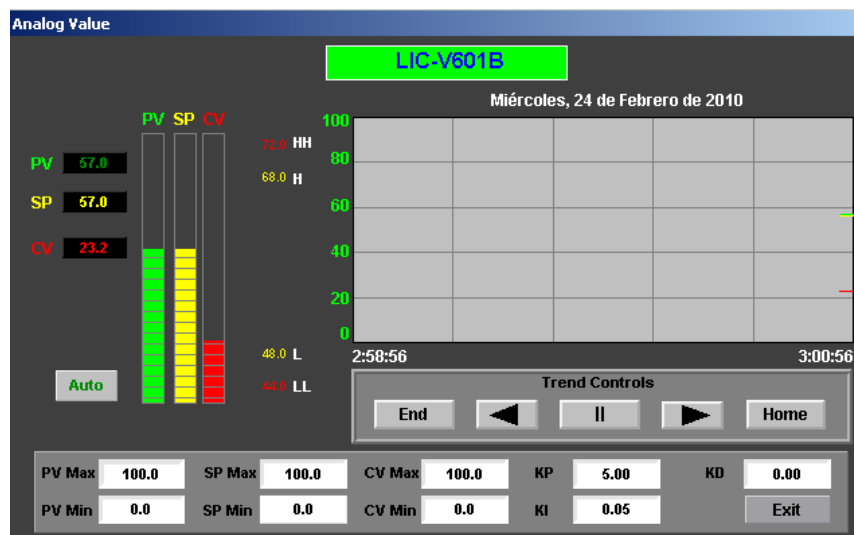 Analog Value
LIC-V601B
Miércoles, 24 de Febrero de 2010
PV SP CV
100
80
60
40
20
0
72.0 HH
68.0 H
48.0 L
44.0 LL
PV 57.0
SP 57.0
CV 23.2
Auto
2:58:56 3:00:56
Trend Controls
End II Home
PV Max 100.0 SP Max 100.0 CV Max 100.0 KP 5.00 KD 0.00
PV Min 0.0 SP Min 0.0 CV Min 0.0 KI 0.05 Exit